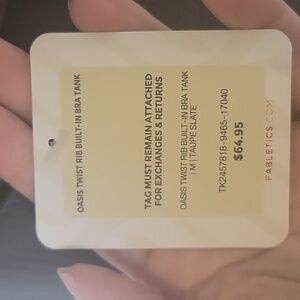 OASIS TWIST RIB BUILT-IN BRA TANK
TAG MUST REMAIN ATTACHED
FOR EXCHANGES & RETURNS
OASIS TWIST RIB BUILT-IN BRA TANK
/ M | TAUPE SLATE
TK2457818-9465-17040
$64.95
FABLETICS.COM